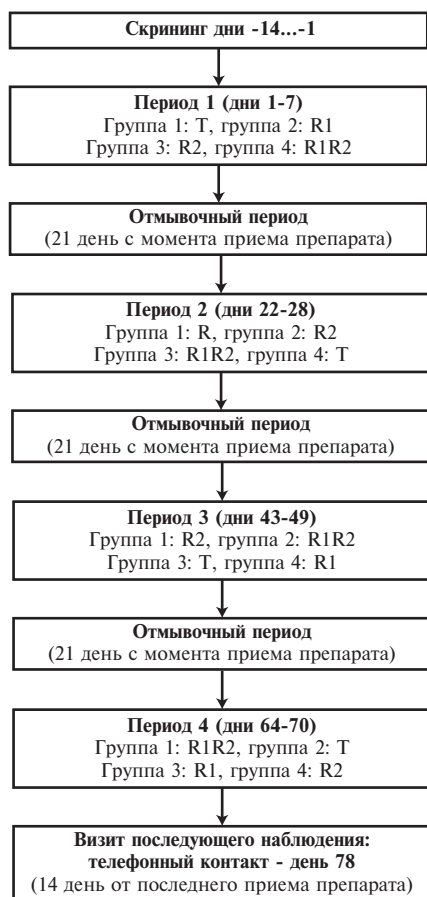 Скрининг дни -14...-1
Период 1 (дни 1-7)
Группа 1: T, группа 2: R1
Группа 3: R2, группа 4: R1R2
Отмывочный период
(21 день с момента приема препарата)
Период 2 (дни 22-28)
Группа 1: R, группа 2: R2
Группа 3: R1R2, группа 4: T
Отмывочный период
(21 день с момента приема препарата)
Период 3 (дни 43-49)
Группа 1: R2, группа 2: R1R2
Группа 3: T, группа 4: R1
Отмывочный период
(21 день с момента приема препарата)
Период 4 (дни 64-70)
Группа 1: R1R2, группа 2: T
Группа 3: R1, группа 4: R2
Визит последующего наблюдения:
телефонный контакт - день 78
(14 день от последнего приема препарата)